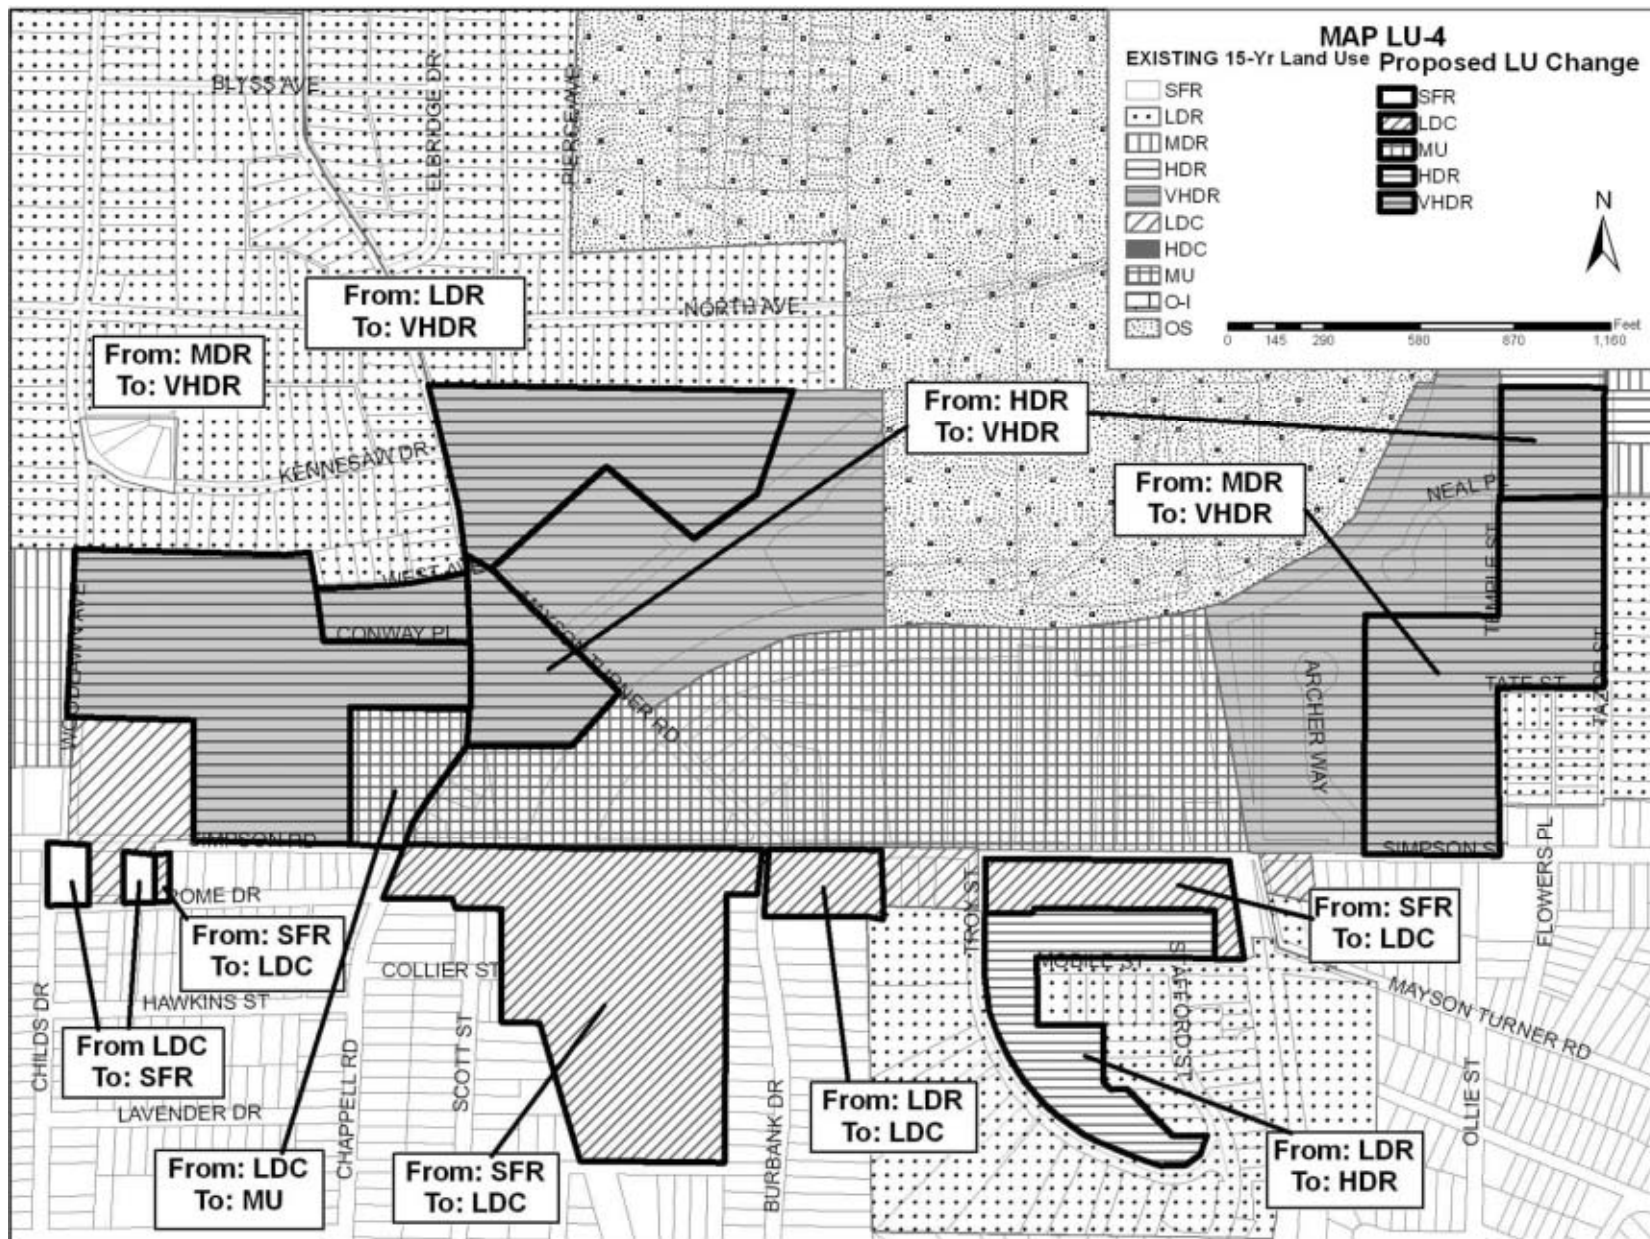 MAP LU-4
EXISTING 15-Yr Land Use Proposed LU Change
SFR
LDR
MDR
HDR
VHDR
LDC
HDC
MU
O-I
OS
SFR
LDC
MU
HDR
VHDR
N
Feet
0 145 290 580 870 1,160
BLYSS AVE
ELBRIDGE DR
PIERCE AVE
NORTH AVE
From: LDR
To: VHDR
From: MDR
To: VHDR
KENNESAW DR
From: HDR
To: VHDR
From: MDR
To: VHDR
NEAL PL
TEMPLE ST
WEST AVE
CONWAY PL
WOODLAWN AVE
MAYSON TURNER RD
ARCHER WAY
TATE ST
TAZOR ST
SIMPSON RD
SIMPSON ST
FLOWERS PL
ROME DR
From: SFR
To: LDC
COLLIER ST
HAWKINS ST
CHILDS DR
From LDC
To: SFR
LAVENDER DR
CHAPPELL RD
SCOTT ST
BURBANK DR
TROY ST
MOBILE ST
STAFFORD ST
From: SFR
To: LDC
MAYSON TURNER RD
OLLIE ST
From: LDR
To: LDC
From: LDR
To: HDR
From: LDC
To: MU
From: SFR
To: LDC